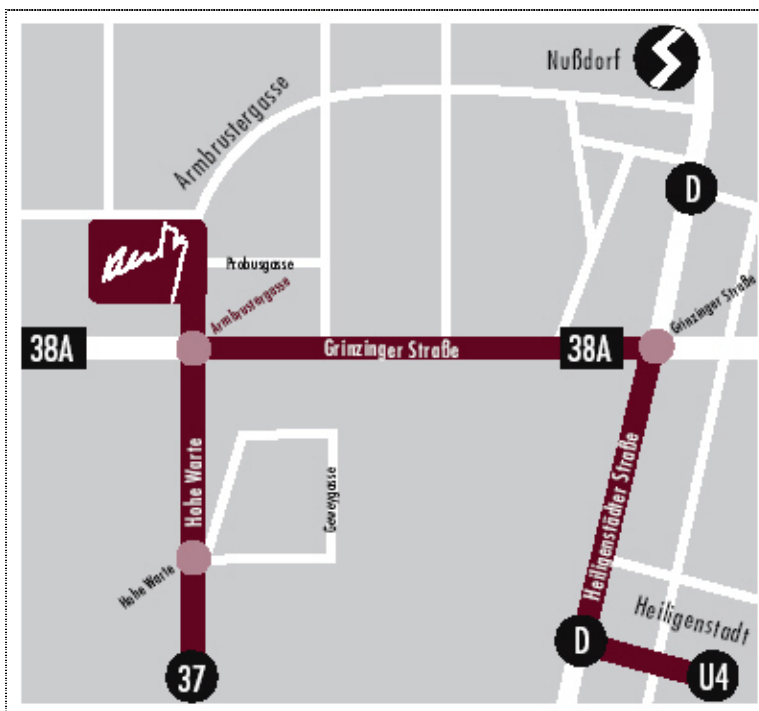 Nußdorf
Armbrustergasse
D
Probusgasse
Armbrustergasse
Grinzinger Straße
38A
Grinzinger Straße
38A
Hohe Warte
Geweygasse
Heiligenstädter Straße
Hohe Warte
Heiligenstadt
D
37
U4